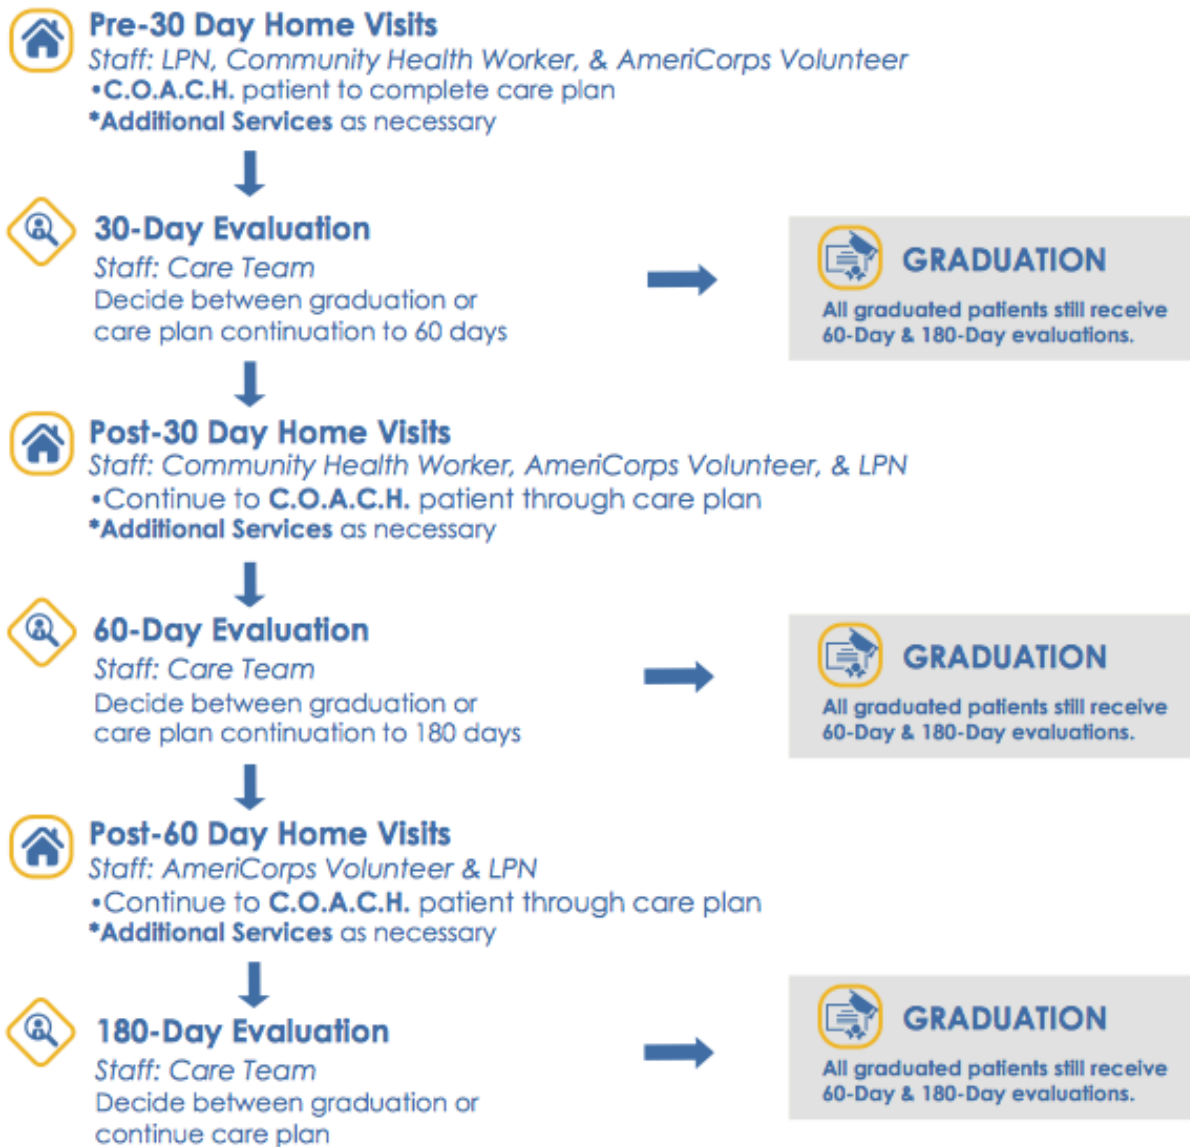 Pre-30 Day Home Visits
Staff: LPN, Community Health Worker, & AmeriCorps Volunteer
•C.O.A.C.H. patient to complete care plan
*Additional Services as necessary
30-Day Evaluation
Staff: Care Team
Decide between graduation or
care plan continuation to 60 days
GRADUATION
All graduated patients still receive
60-Day & 180-Day evaluations.
Post-30 Day Home Visits
Staff: Community Health Worker, AmeriCorps Volunteer, & LPN
•Continue to C.O.A.C.H. patient through care plan
*Additional Services as necessary
60-Day Evaluation
Staff: Care Team
Decide between graduation or
care plan continuation to 180 days
GRADUATION
All graduated patients still receive
60-Day & 180-Day evaluations.
Post-60 Day Home Visits
Staff: AmeriCorps Volunteer & LPN
•Continue to C.O.A.C.H. patient through care plan
*Additional Services as necessary
180-Day Evaluation
Staff: Care Team
Decide between graduation or
continue care plan
GRADUATION
All graduated patients still receive
60-Day & 180-Day evaluations.